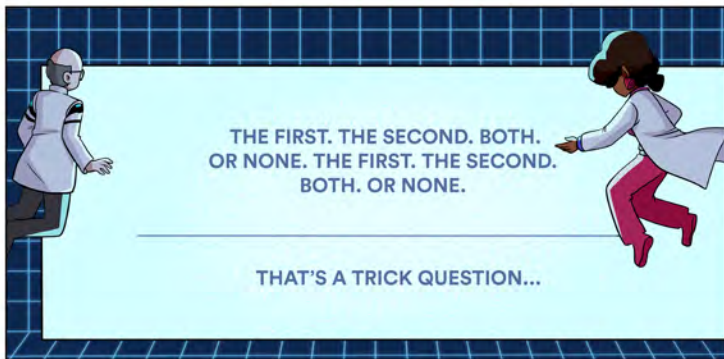 THE FIRST. THE SECOND. BOTH.
OR NONE. THE FIRST. THE SECOND.
BOTH. OR NONE.
THAT'S A TRICK QUESTION...